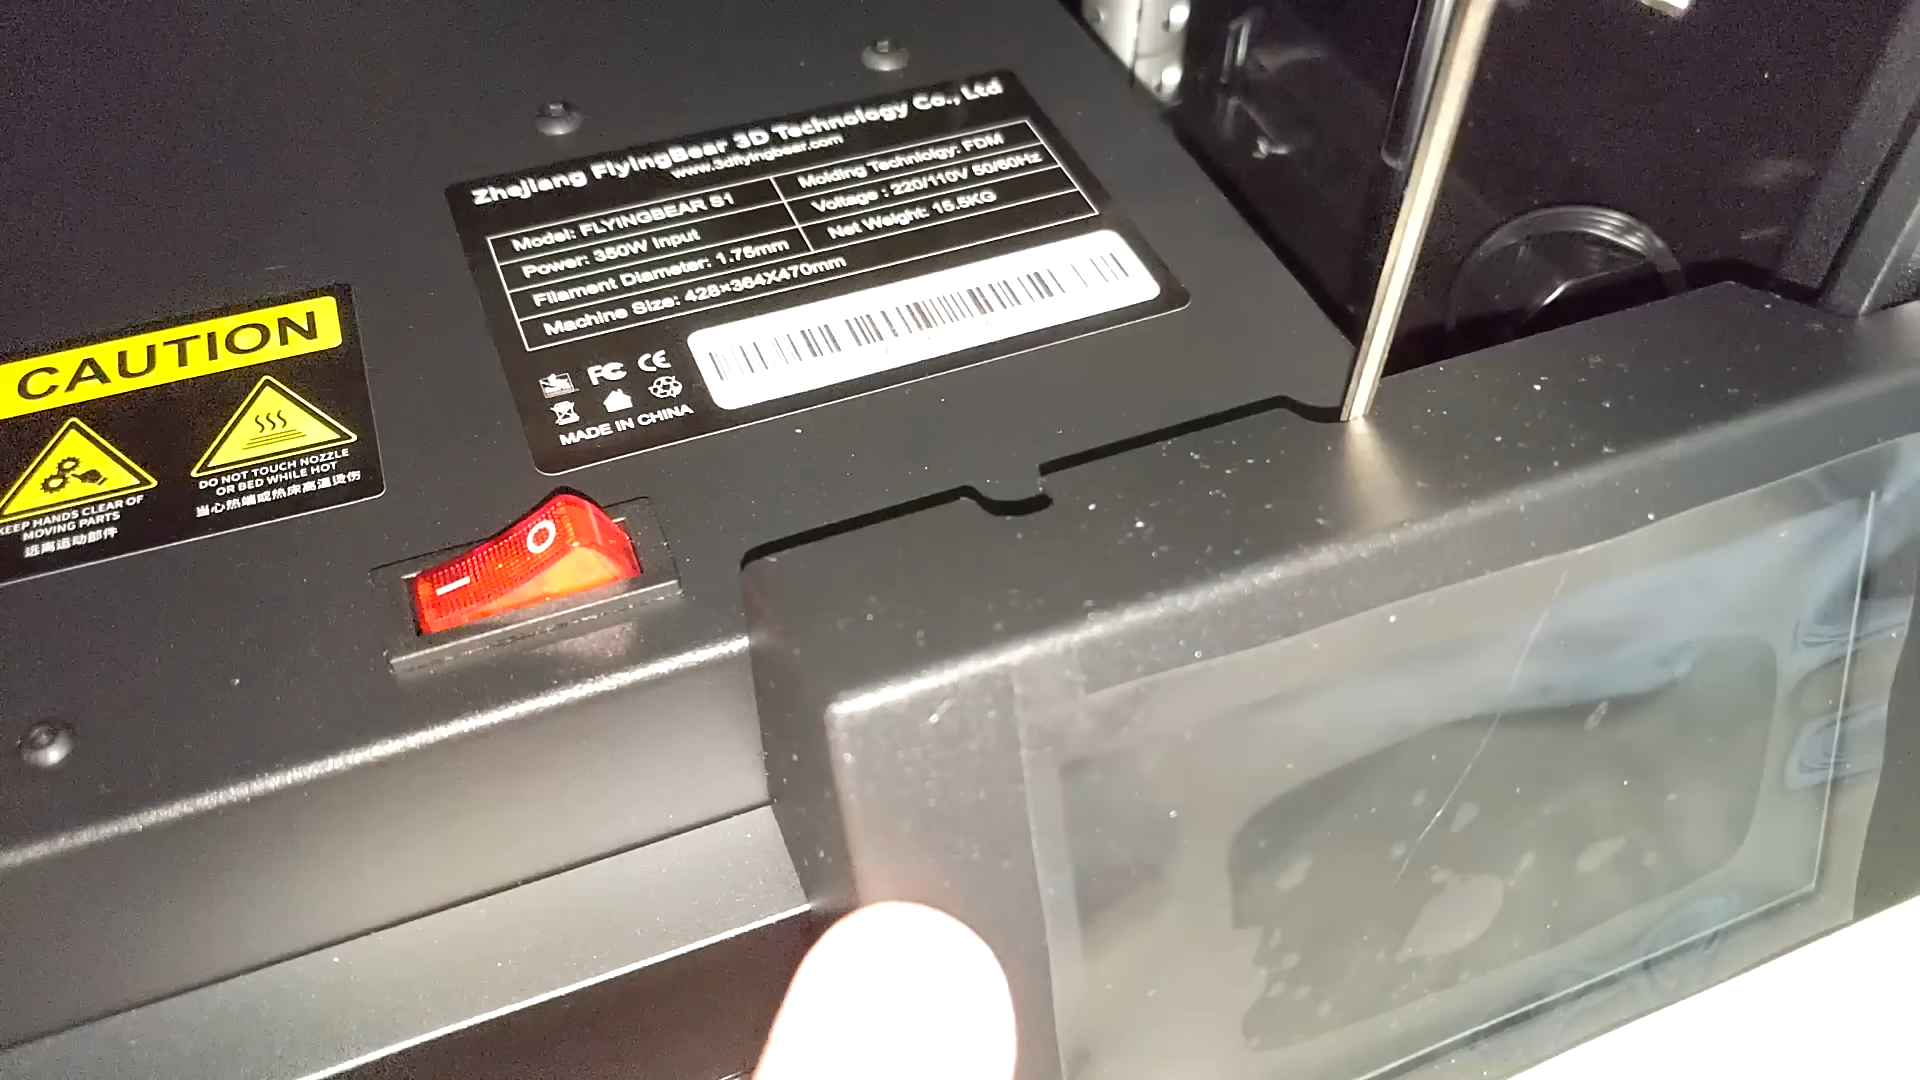 Zhejiang FlyingBear 3D Technology Co., Ltd
www.3dflyingbear.com
Model: FLYINGBEAR S1
Molding Techniolgy: FDM
Power: 350W Input
Voltage : 220/110V 50/60Hz
Filament Diameter: 1.75mm
Net Weight: 15.5KG
Machine Size: 428×364X470mm
FC CE
MADE IN CHINA
CAUTION
KEEP HANDS CLEAR OF
MOVING PARTS
远离运动部件
DO NOT TOUCH NOZZLE
OR BED WHILE HOT
当心热端或热床高温烫伤